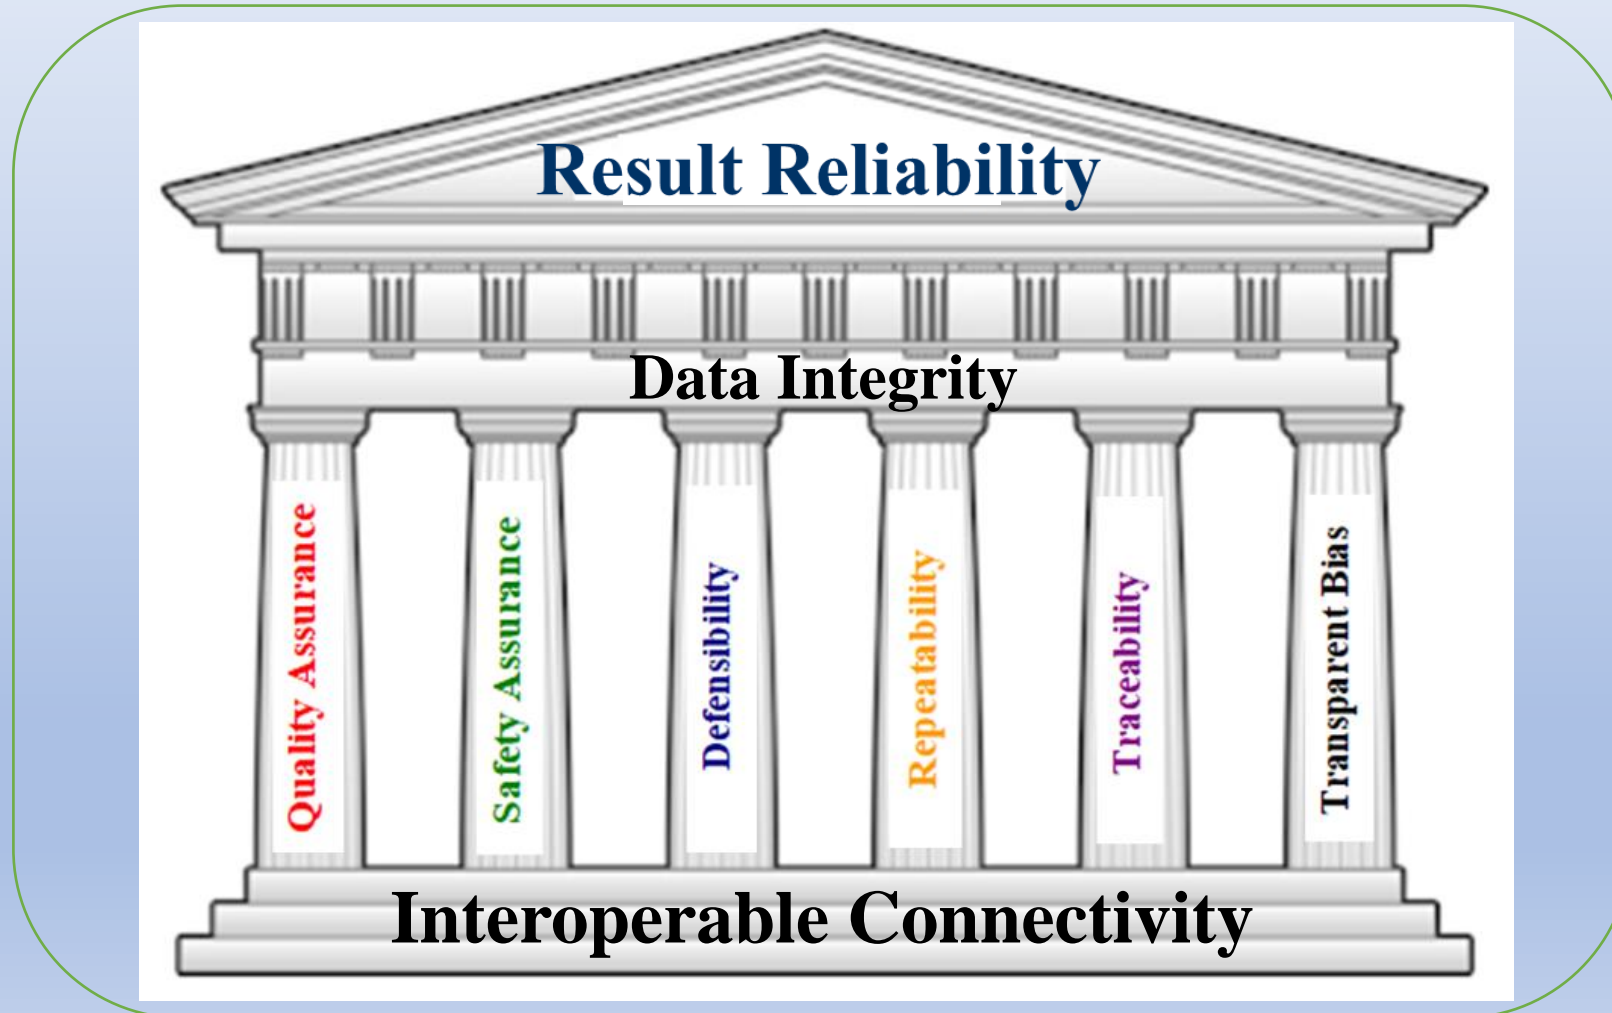 Result Reliability
Data Integrity
Quality Assurance
Safety Assurance
Defensibility
Repeatability
Traceability
Transparent Bias
Interoperable Connectivity